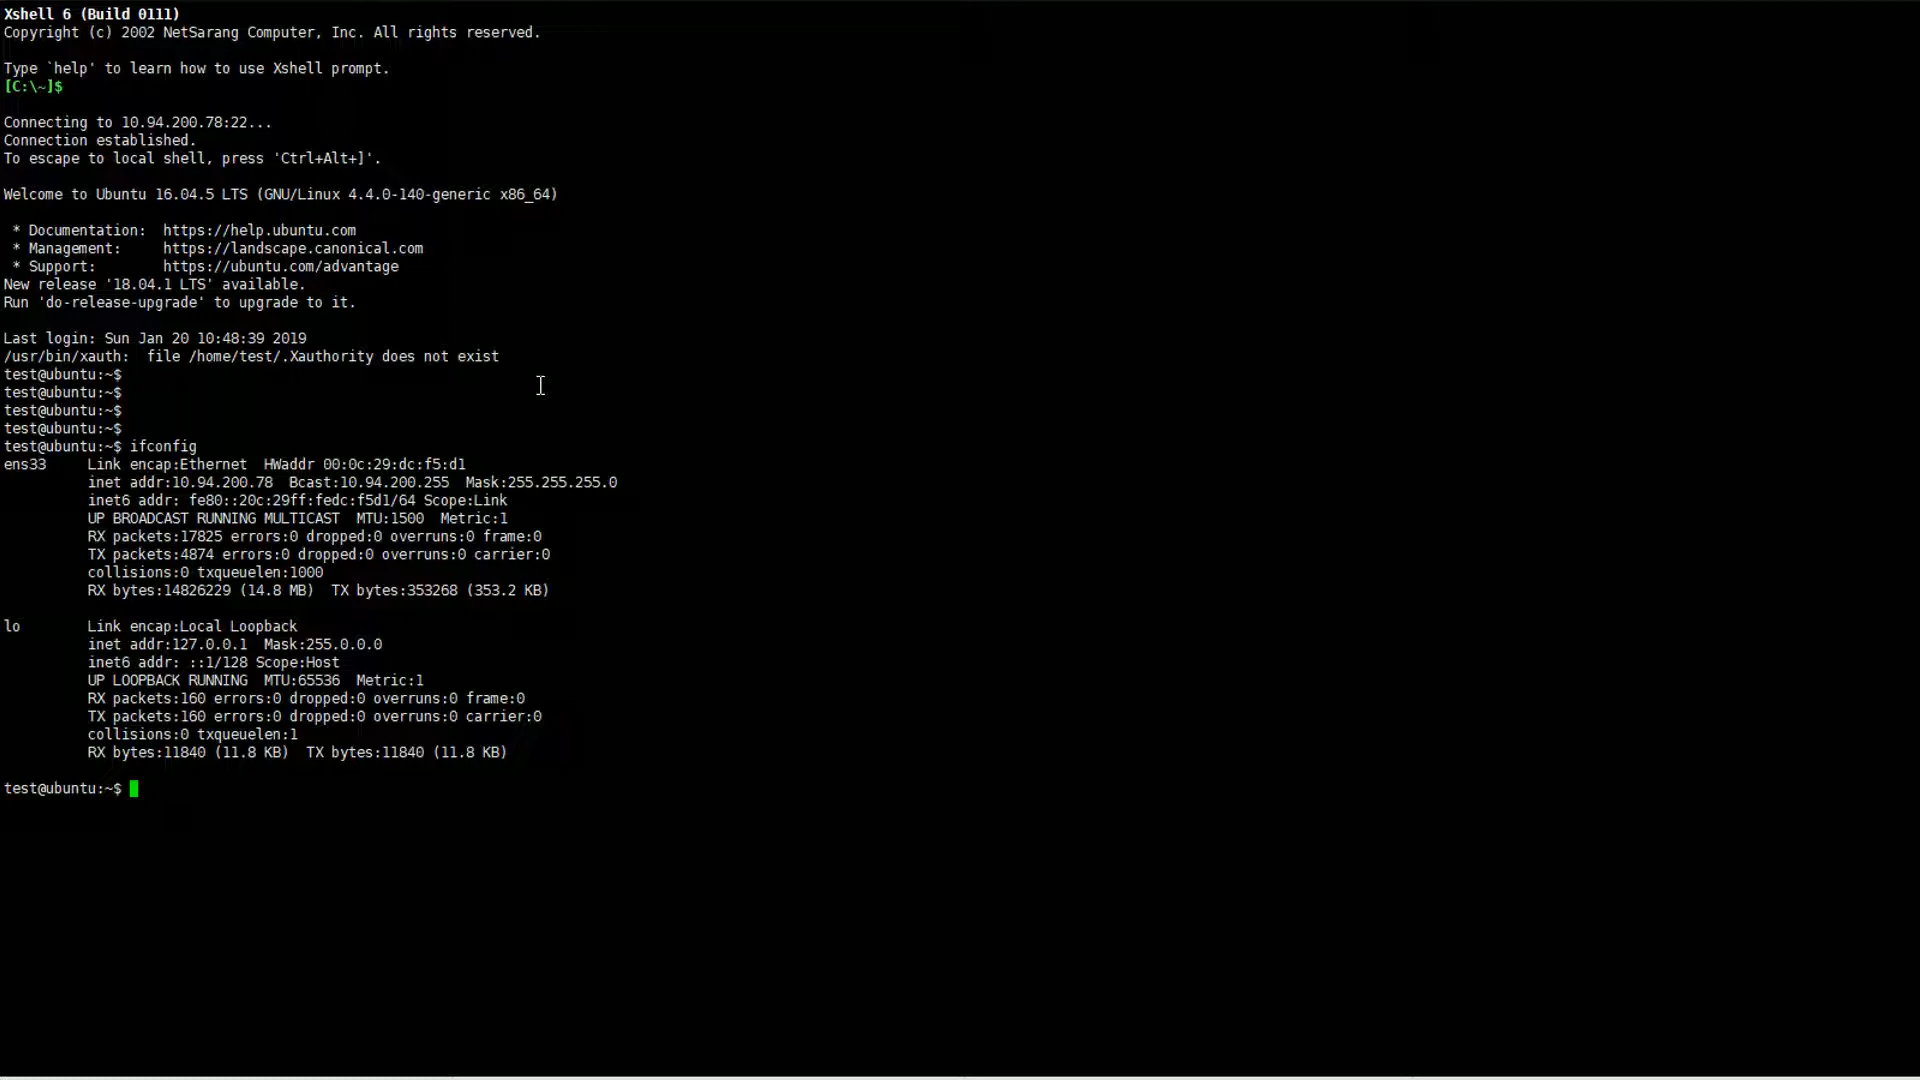 Xshell 6 (Build 0111)
Copyright (c) 2002 NetSarang Computer, Inc. All rights reserved.
Type `help' to learn how to use Xshell prompt.
[C:\~]$
Connecting to 10.94.200.78:22...
Connection established.
To escape to local shell, press 'Ctrl+Alt+]'.
Welcome to Ubuntu 16.04.5 LTS (GNU/Linux 4.4.0-140-generic x86_64)
* Documentation:  https://help.ubuntu.com
* Management:     https://landscape.canonical.com
* Support:        https://ubuntu.com/advantage
New release '18.04.1 LTS' available.
Run 'do-release-upgrade' to upgrade to it.
Last login: Sun Jan 20 10:48:39 2019
/usr/bin/xauth:  file /home/test/.Xauthority does not exist
test@ubuntu:~$
test@ubuntu:~$
test@ubuntu:~$
test@ubuntu:~$
test@ubuntu:~$ ifconfig
ens33     Link encap:Ethernet  HWaddr 00:0c:29:dc:f5:d1
          inet addr:10.94.200.78  Bcast:10.94.200.255  Mask:255.255.255.0
          inet6 addr: fe80::20c:29ff:fedc:f5d1/64 Scope:Link
          UP BROADCAST RUNNING MULTICAST  MTU:1500  Metric:1
          RX packets:17825 errors:0 dropped:0 overruns:0 frame:0
          TX packets:4874 errors:0 dropped:0 overruns:0 carrier:0
          collisions:0 txqueuelen:1000
          RX bytes:14826229 (14.8 MB)  TX bytes:353268 (353.2 KB)
lo        Link encap:Local Loopback
          inet addr:127.0.0.1  Mask:255.0.0.0
          inet6 addr: ::1/128 Scope:Host
          UP LOOPBACK RUNNING  MTU:65536  Metric:1
          RX packets:160 errors:0 dropped:0 overruns:0 frame:0
          TX packets:160 errors:0 dropped:0 overruns:0 carrier:0
          collisions:0 txqueuelen:1
          RX bytes:11840 (11.8 KB)  TX bytes:11840 (11.8 KB)
test@ubuntu:~$